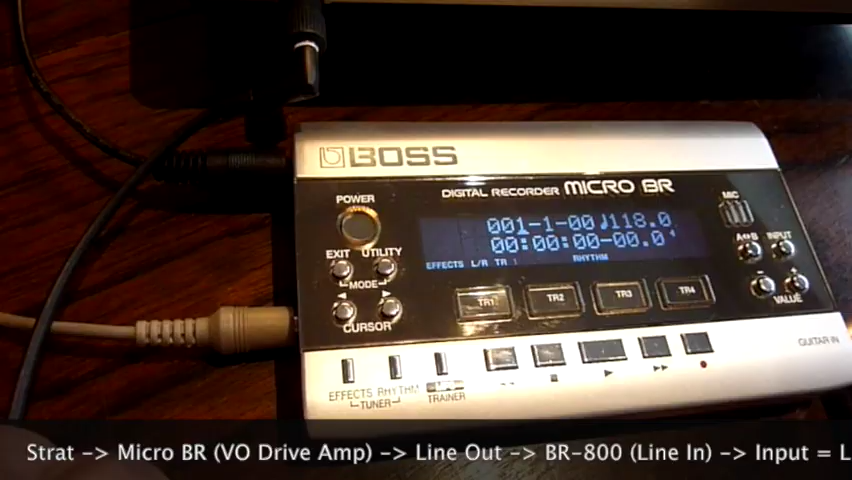 BOSS
DIGITAL RECORDER MICRO BR
POWER
MIC
001-1-00♩118.0
00:00:00-00.0
EXIT UTILITY
A⇔B INPUT
EFFECTS L/R TR 1 RHYTHM
MODE
- +
VALUE
◀ ▶
CURSOR
TR1 TR2 TR3 TR4
GUITAR IN
EFFECTS RHYTHM
TUNER
MP3
TRAINER
◀◀ ■ ▶ ▶▶ ●
Strat -> Micro BR (VO Drive Amp) -> Line Out -> BR-800 (Line In) -> Input = L